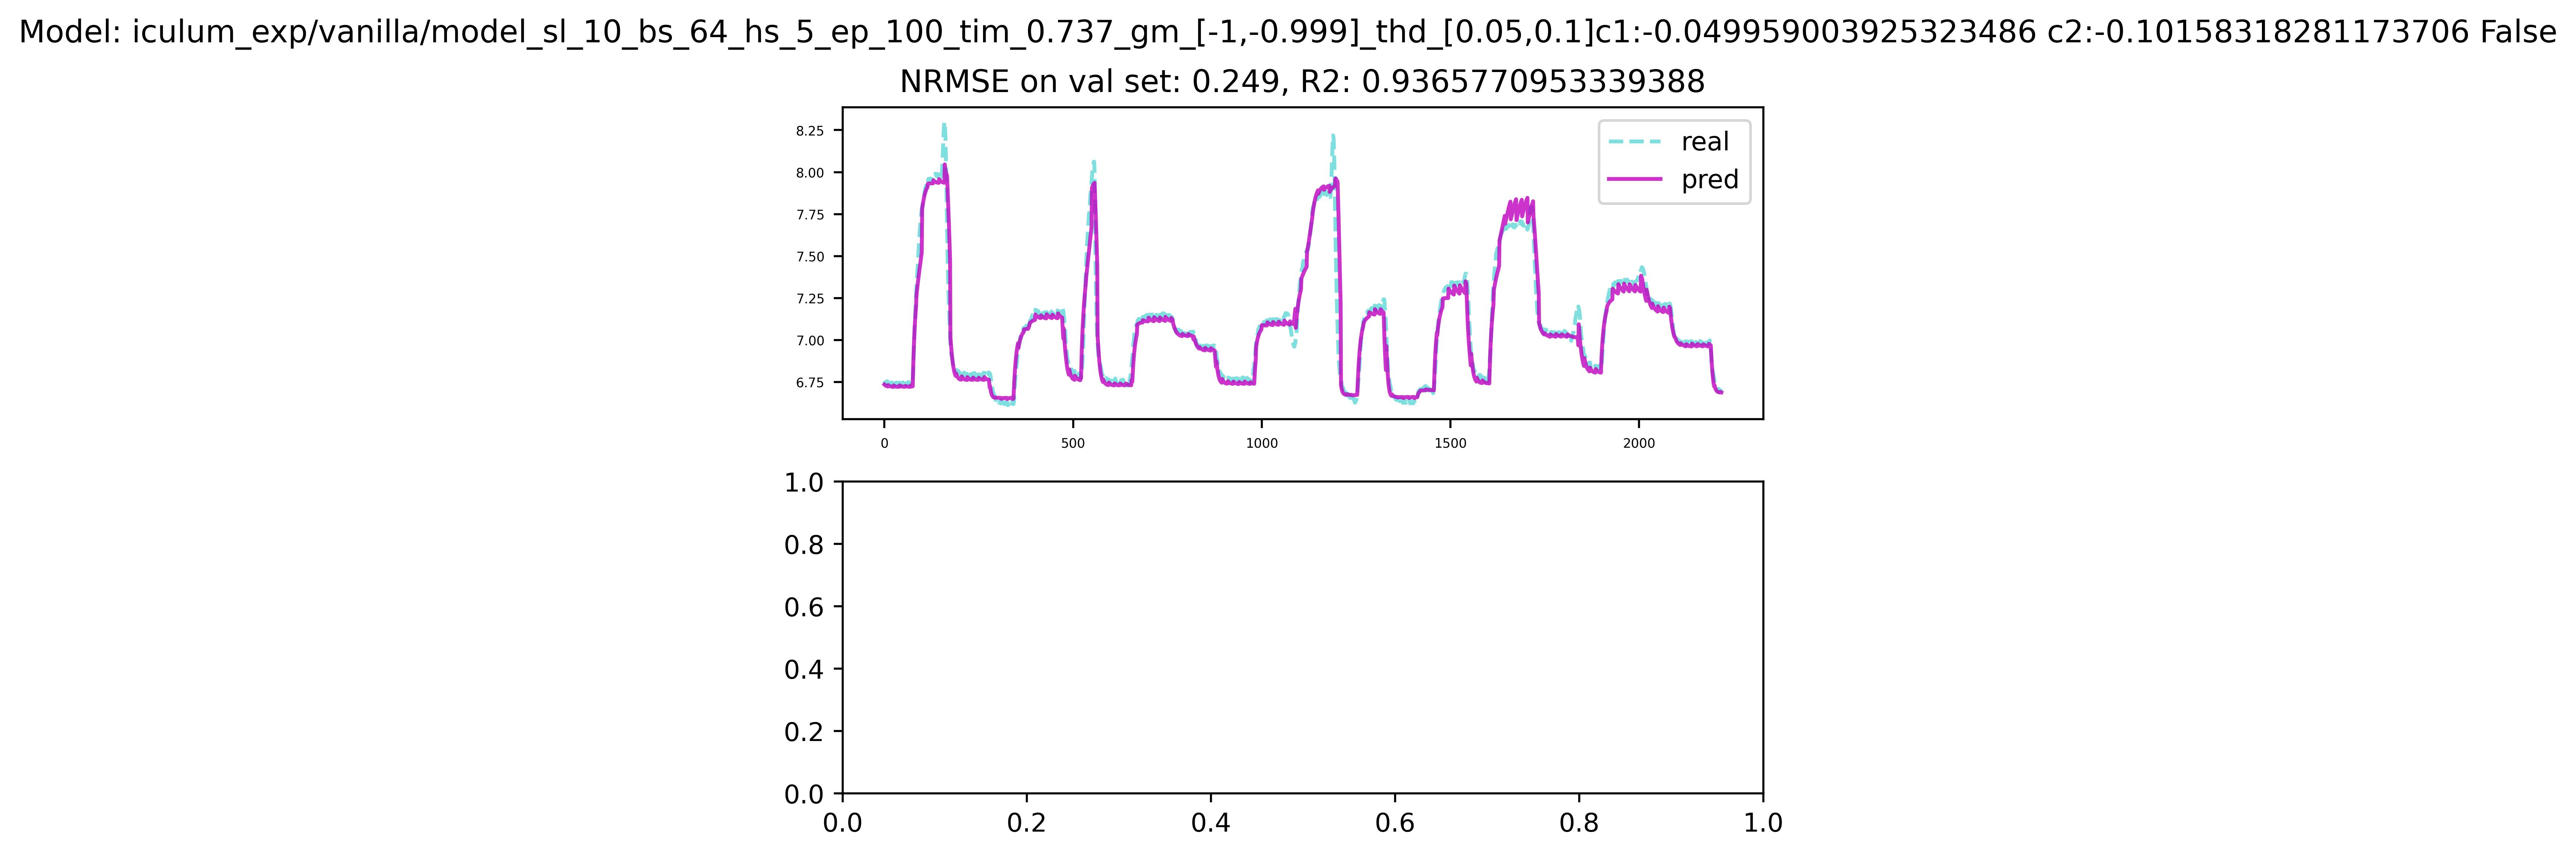 Model: iculum_exp/vanilla/model_sl_10_bs_64_hs_5_ep_100_tim_0.737_gm_[-1,-0.999]_thd_[0.05,0.1]c1:-0.049959003925323486 c2:-0.10158318281173706 False
NRMSE on val set: 0.249, R2: 0.9365770953339388
8.25
8.00
7.75
7.50
7.25
7.00
6.75
real
pred
0 500 1000 1500 2000
1.0
0.8
0.6
0.4
0.2
0.0
0.0 0.2 0.4 0.6 0.8 1.0